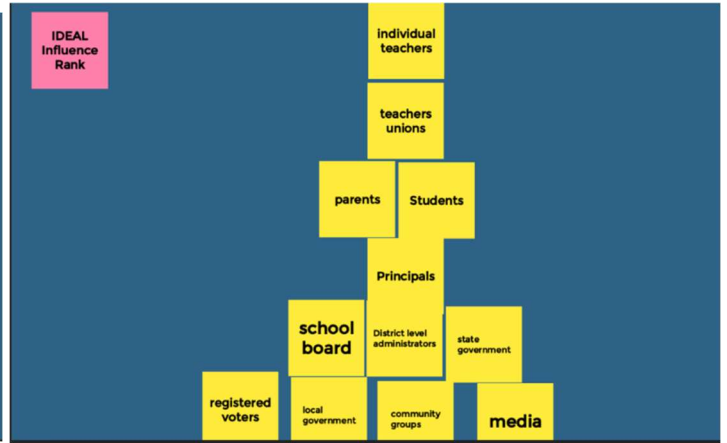 IDEAL
Influence
Rank
individual
teachers
teachers
unions
parents
Students
Principals
school
board
District level
administrators
state
government
registered
voters
local
government
community
groups
media